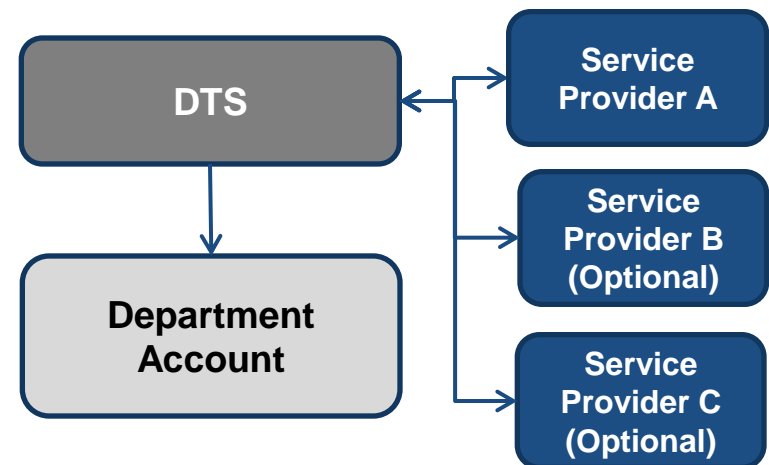 DTS
Department
Account
Service
Provider A
Service
Provider B
(Optional)
Service
Provider C
(Optional)